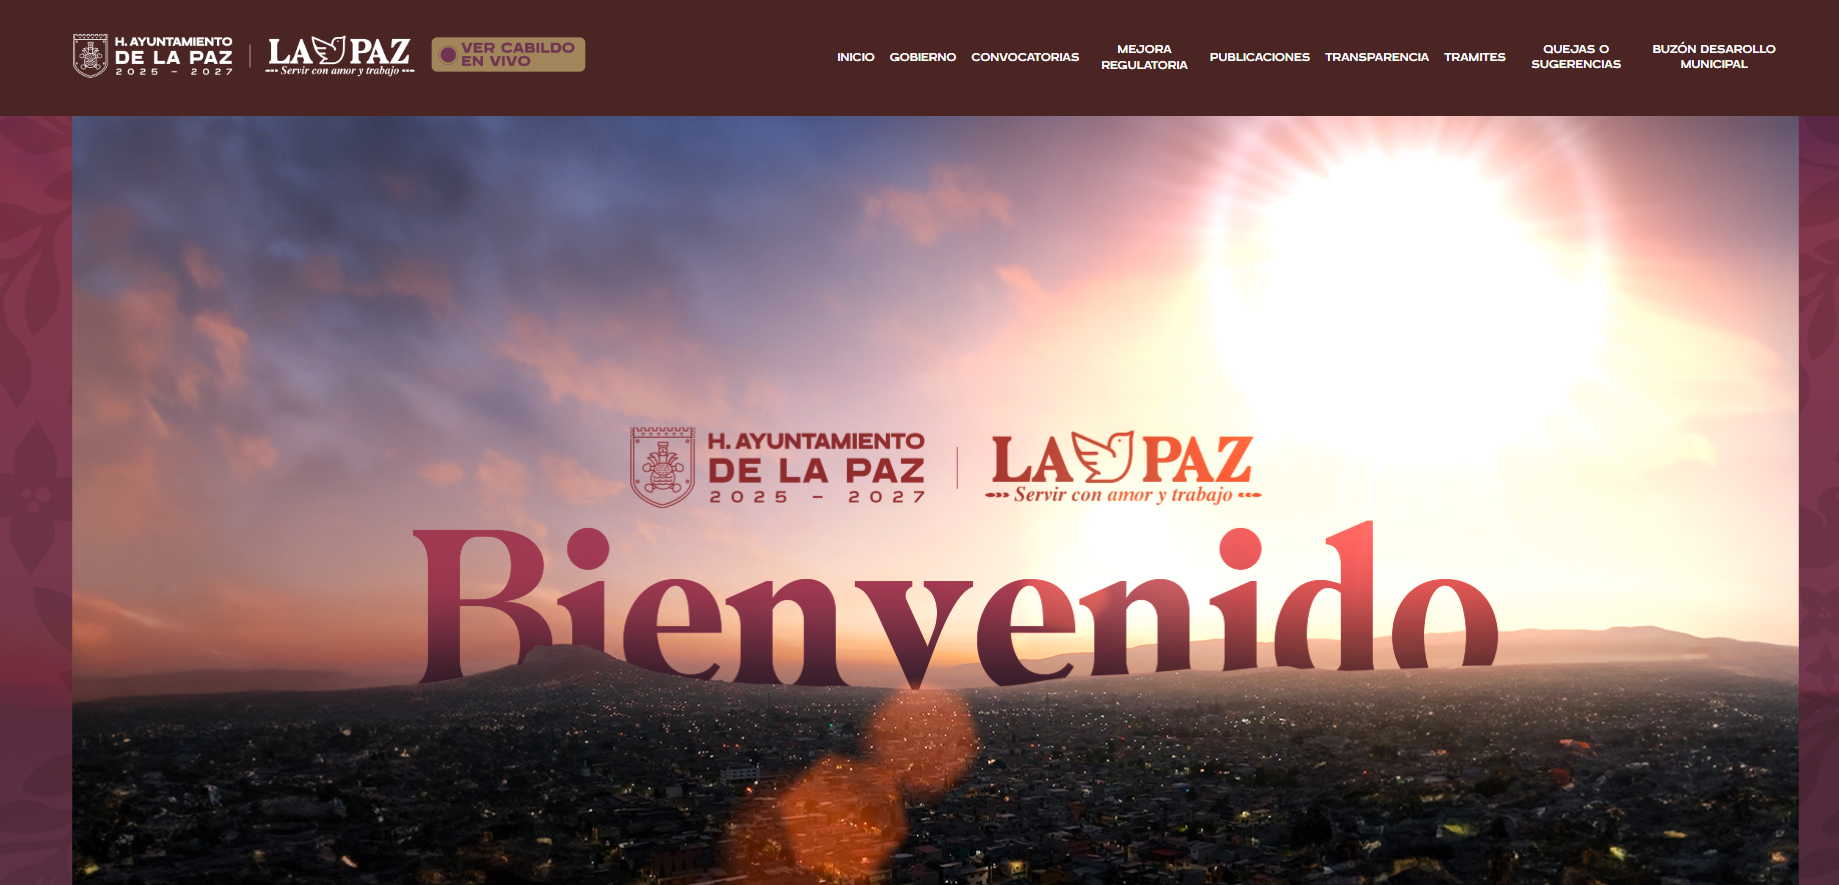 H. AYUNTAMIENTO
DE LA PAZ
2025 - 2027
LA PAZ
Servir con amor y trabajo
VER CABILDO
EN VIVO
INICIO
GOBIERNO
CONVOCATORIAS
MEJORA
REGULATORIA
PUBLICACIONES
TRANSPARENCIA
TRAMITES
QUEJAS O
SUGERENCIAS
BUZÓN DESAROLLO
MUNICIPAL
H. AYUNTAMIENTO
DE LA PAZ
2025 - 2027
LA PAZ
Servir con amor y trabajo
Bienvenido